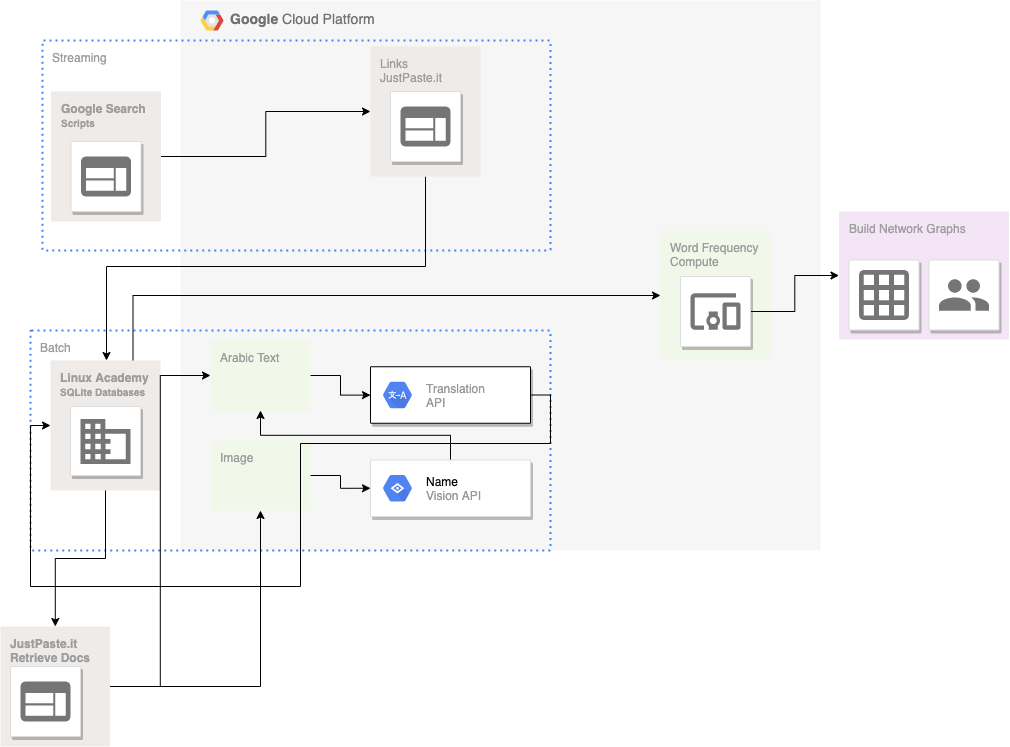 Google Cloud Platform
Streaming
Links
JustPaste.it
Google Search
Scripts
Word Frequency
Compute
Build Network Graphs
Batch
Arabic Text
Linux Academy
SQLite Databases
文-A
Translation
API
Image
Name
Vision API
JustPaste.it
Retrieve Docs